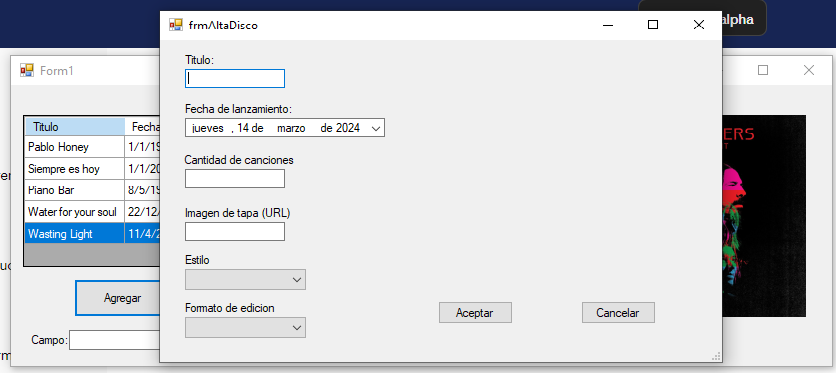 alpha
frmAltaDisco
Form1
Titulo:
Fecha de lanzamiento:
jueves , 14 de marzo de 2024
Cantidad de canciones
Imagen de tapa (URL)
Estilo
Formato de edicion
Aceptar
Cancelar
Titulo Fecha
Pablo Honey 1/1/19
Siempre es hoy 1/1/20
Piano Bar 8/5/19
Water for your soul 22/12/
Wasting Light 11/4/2
Agregar
Campo:
ERS